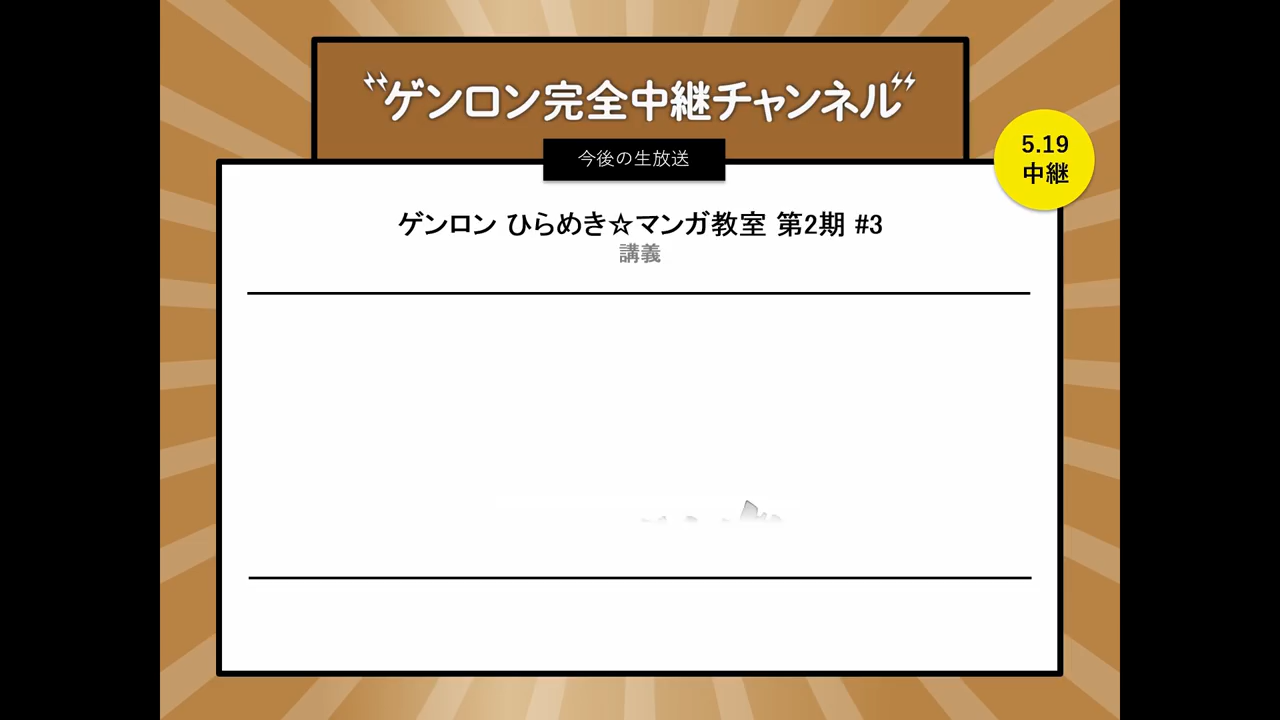 ゲンロン完全中継チャンネル
今後の生放送
5.19
中継
ゲンロン ひらめき☆マンガ教室 第2期 #3
講義